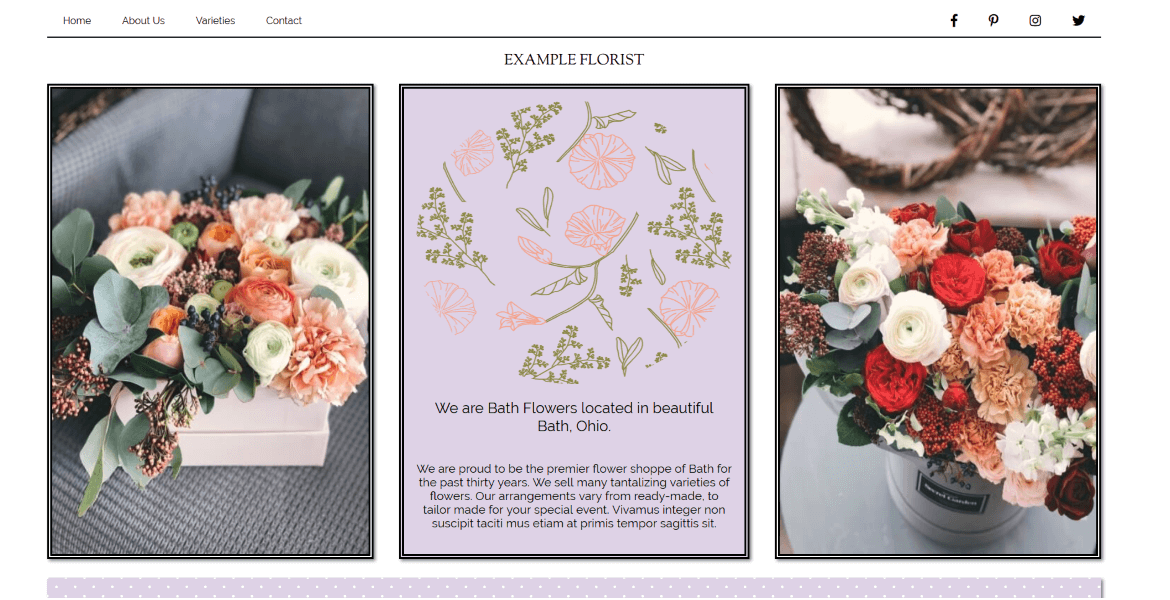 Home About Us Varieties Contact
EXAMPLE FLORIST
We are Bath Flowers located in beautiful
Bath, Ohio.
We are proud to be the premier flower shoppe of Bath for
the past thirty years. We sell many tantalizing varieties of
flowers. Our arrangements vary from ready-made, to
tailor made for your special event. Vivamus integer non
suscipit taciti mus etiam at primis tempor sagittis sit.